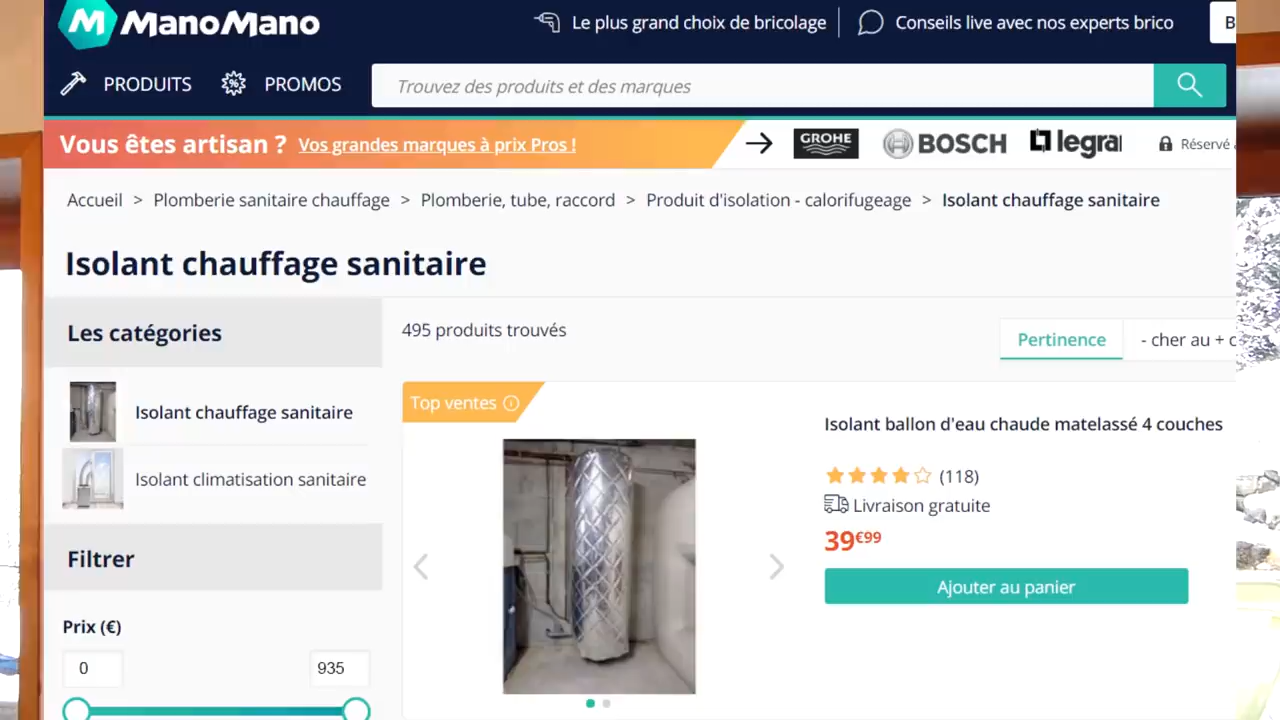 ManoMano
Le plus grand choix de bricolage
Conseils live avec nos experts brico
PRODUITS
PROMOS
Trouvez des produits et des marques
Vous êtes artisan ? Vos grandes marques à prix Pros !
GROHE
BOSCH
legra
Réservé
Accueil > Plomberie sanitaire chauffage > Plomberie, tube, raccord > Produit d'isolation - calorifugeage > Isolant chauffage sanitaire
Isolant chauffage sanitaire
Les catégories
495 produits trouvés
Pertinence
- cher au + c
Isolant chauffage sanitaire
Isolant climatisation sanitaire
Top ventes
Isolant ballon d'eau chaude matelassé 4 couches
(118)
Livraison gratuite
39€99
Ajouter au panier
Filtrer
Prix (€)
0
935